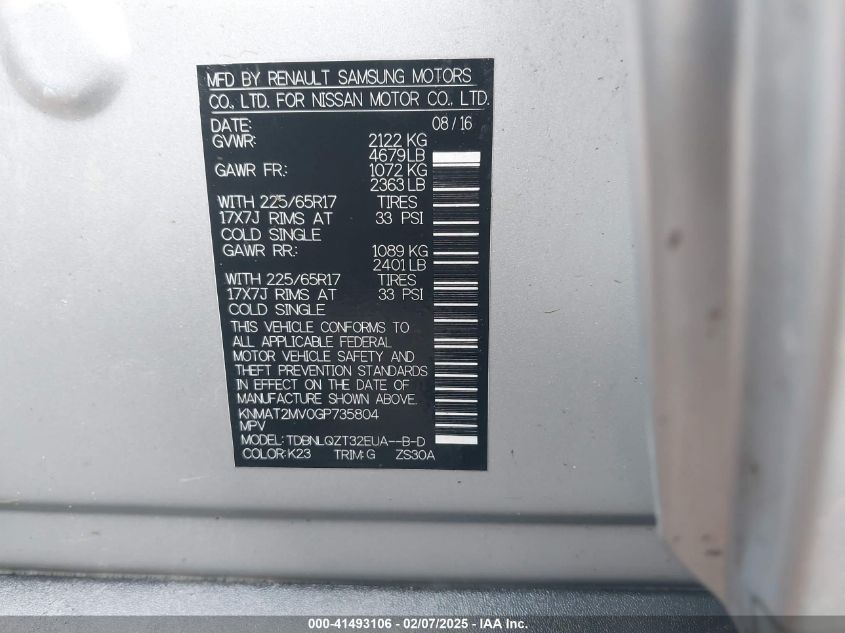 MFD BY RENAULT SAMSUNG MOTORS
CO., LTD. FOR NISSAN MOTOR CO., LTD.
DATE: 08/16
GVWR: 2122 KG
4679LB
GAWR FR: 1072 KG
2363 LB
WITH 225/65R17 TIRES
17X7J RIMS AT 33 PSI
COLD SINGLE
GAWR RR: 1089 KG
2401LB
WITH 225/65R17 TIRES
17X7J RIMS AT 33 PSI
COLD SINGLE
THIS VEHICLE CONFORMS TO
ALL APPLICABLE FEDERAL
MOTOR VEHICLE SAFETY AND
THEFT PREVENTION STANDARDS
IN EFFECT ON THE DATE OF
MANUFACTURE SHOWN ABOVE.
KNMAT2MV0GP735804
MPV
MODEL: TDBNLQZT32EUA--B-D
COLOR:K23 TRIM:G ZS30A
000-41493106 - 02/07/2025 - IAA Inc.